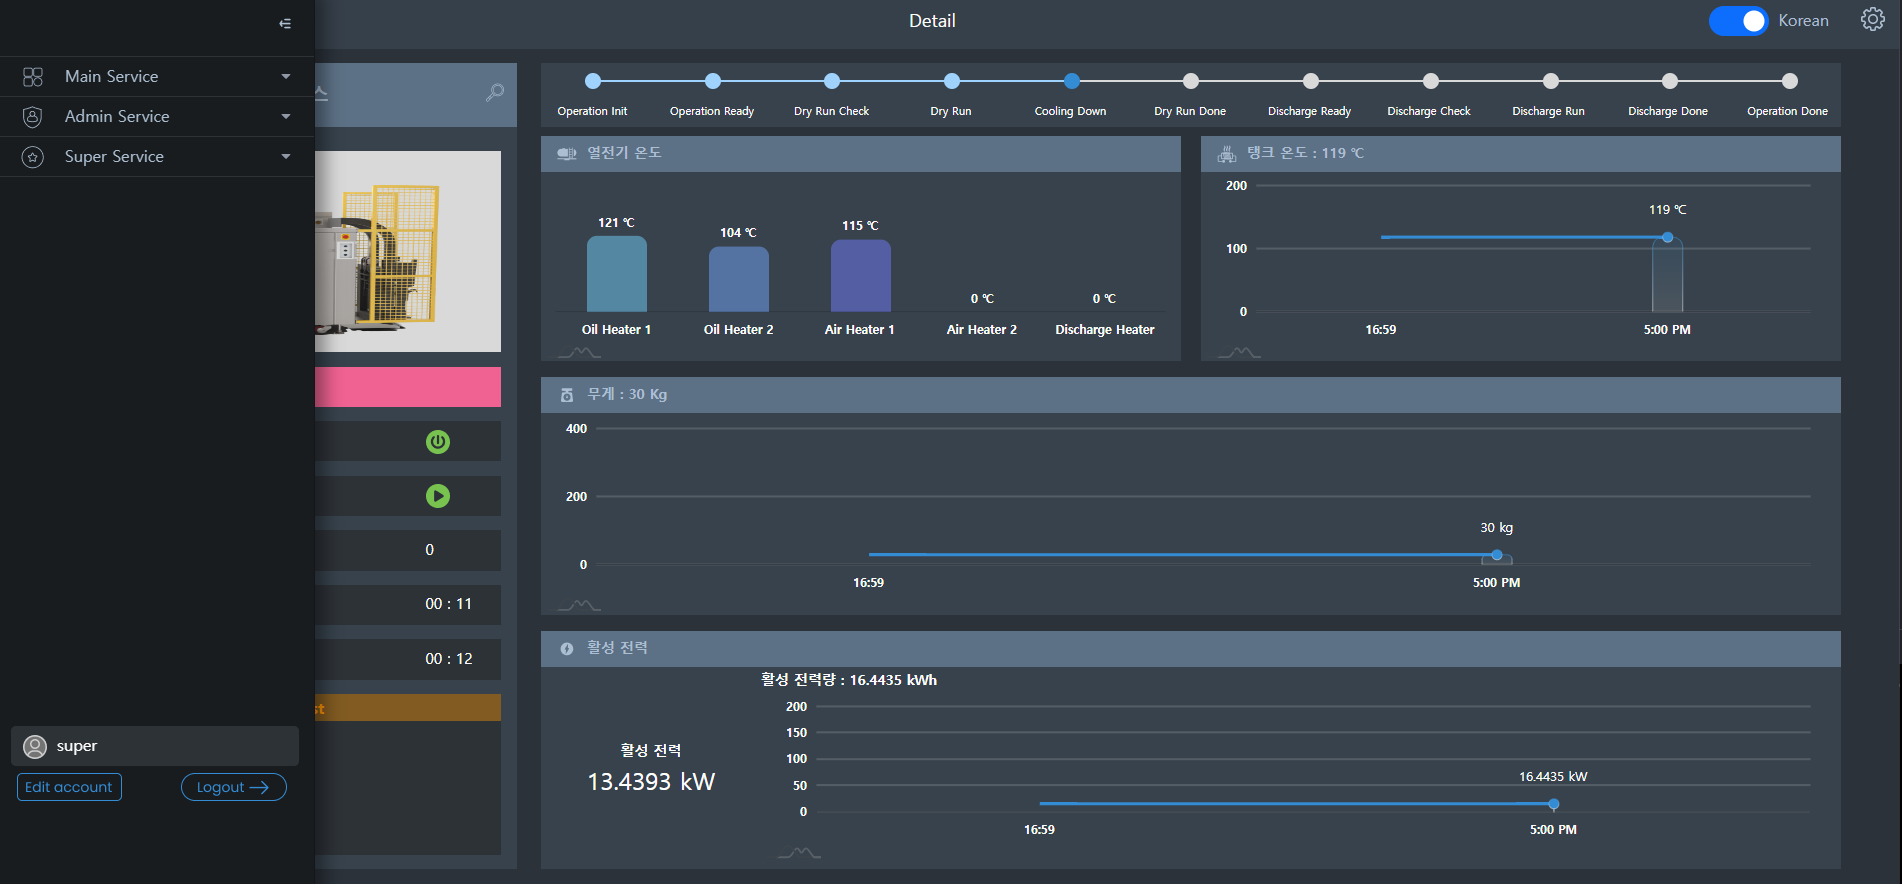 Detail
Korean
Main Service
Admin Service
Super Service
스
0
00 : 11
00 : 12
st
super
Edit account
Logout
Operation Init
Operation Ready
Dry Run Check
Dry Run
Cooling Down
Dry Run Done
Discharge Ready
Discharge Check
Discharge Run
Discharge Done
Operation Done
열전기 온도
121 ℃
104 ℃
115 ℃
0 ℃
0 ℃
Oil Heater 1
Oil Heater 2
Air Heater 1
Air Heater 2
Discharge Heater
탱크 온도 : 119 ℃
200
119 ℃
100
0
16:59
5:00 PM
무게 : 30 Kg
400
200
30 kg
0
16:59
5:00 PM
활성 전력
활성 전력량 : 16.4435 kWh
활성 전력
13.4393 kW
200
150
100
50
0
16.4435 kW
16:59
5:00 PM